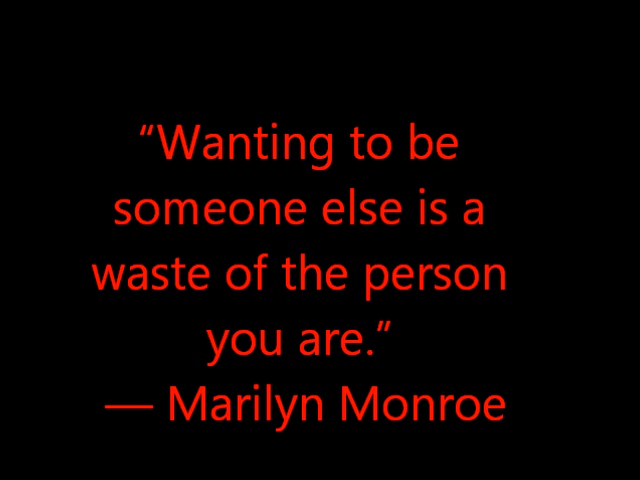 “Wanting to be
someone else is a
waste of the person
you are.”
— Marilyn Monroe